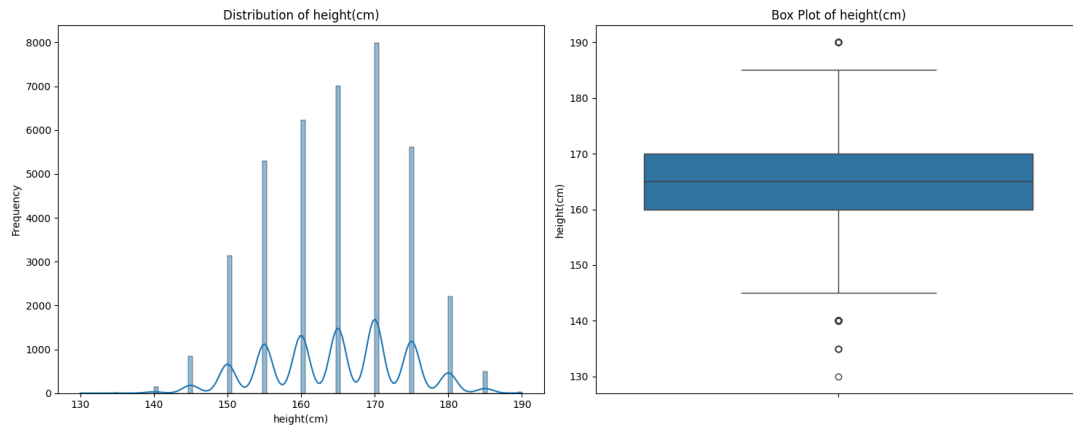 Distribution of height(cm)
8000
7000
6000
5000
4000
3000
2000
1000
0
Frequency
130 140 150 160 170 180 190
height(cm)
Box Plot of height(cm)
190
180
170
160
150
140
130
height(cm)